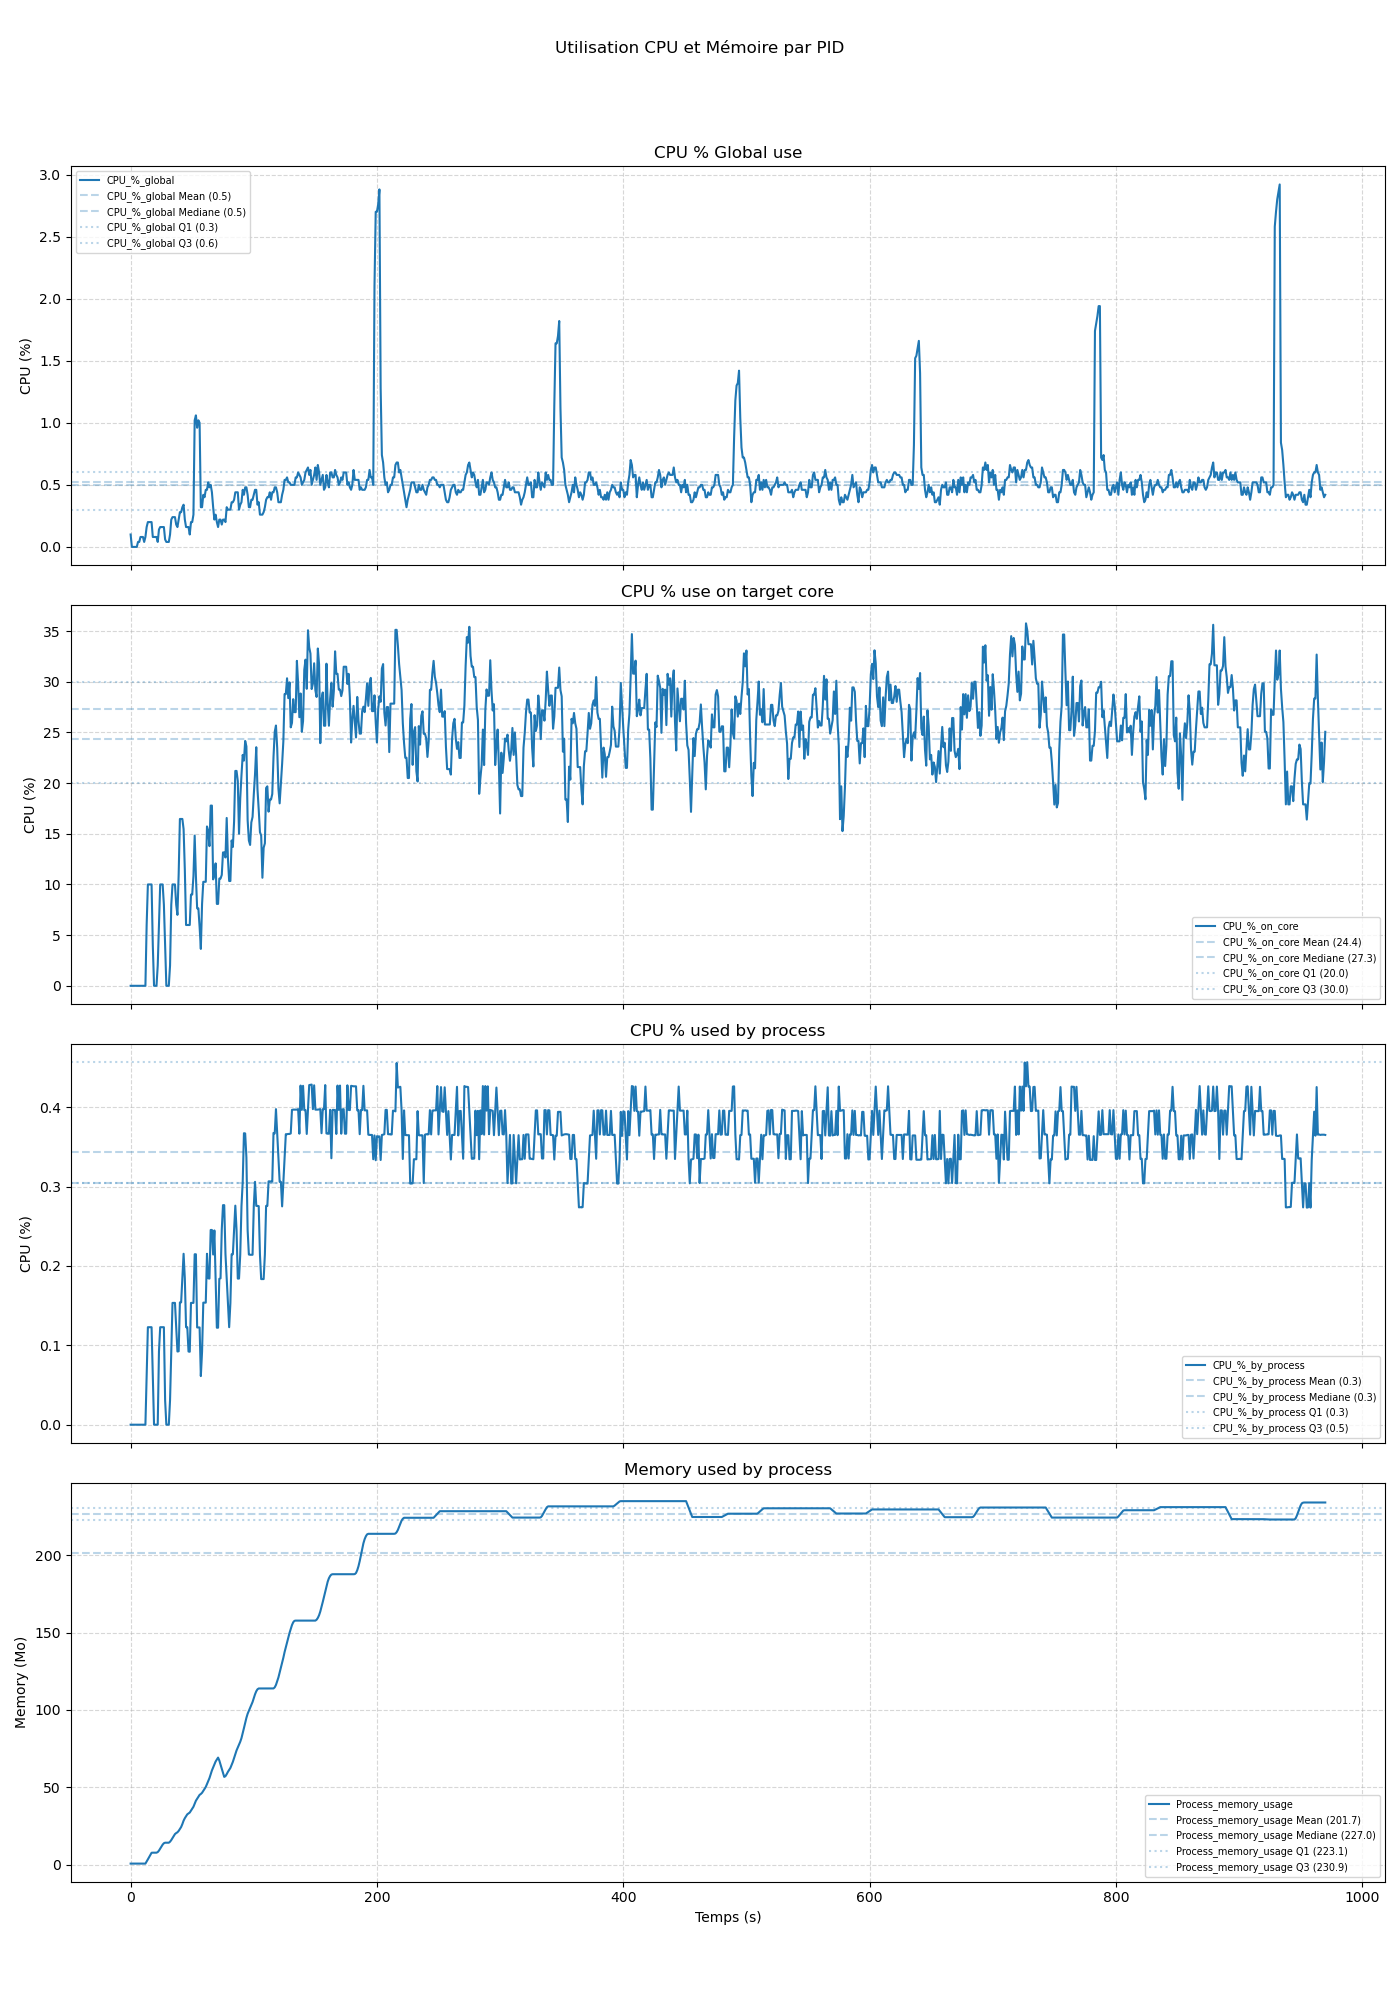 Utilisation CPU et Mémoire par PID
CPU % Global use
3.0
2.5
2.0
1.5
1.0
0.5
0.0
CPU (%)
CPU_%_global
CPU_%_global Mean (0.5)
CPU_%_global Mediane (0.5)
CPU_%_global Q1 (0.3)
CPU_%_global Q3 (0.6)
CPU % use on target core
35
30
25
20
15
10
5
0
CPU (%)
CPU_%_on_core
CPU_%_on_core Mean (24.4)
CPU_%_on_core Mediane (27.3)
CPU_%_on_core Q1 (20.0)
CPU_%_on_core Q3 (30.0)
CPU % used by process
0.4
0.3
0.2
0.1
0.0
CPU (%)
CPU_%_by_process
CPU_%_by_process Mean (0.3)
CPU_%_by_process Mediane (0.3)
CPU_%_by_process Q1 (0.3)
CPU_%_by_process Q3 (0.5)
Memory used by process
200
150
100
50
0
Memory (Mo)
Process_memory_usage
Process_memory_usage Mean (201.7)
Process_memory_usage Mediane (227.0)
Process_memory_usage Q1 (223.1)
Process_memory_usage Q3 (230.9)
0 200 400 600 800 1000
Temps (s)